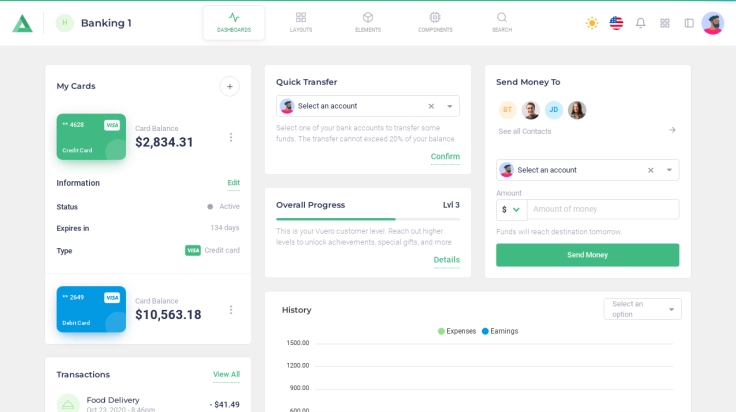 H
Banking 1
DASHBOARDS
LAYOUTS
ELEMENTS
COMPONENTS
SEARCH
My Cards
+
** 4628
VISA
Credit Card
Card Balance
$2,834.31
Information
Edit
Status
Active
Expires in
134 days
Type
VISA Credit card
** 2649
VISA
Debit Card
Card Balance
$10,563.18
Transactions
View All
Food Delivery
Oct 23, 2020 - 8:46pm
- $41.49
Quick Transfer
Select an account
Select one of your bank accounts to transfer some
funds. The transfer cannot exceed 20% of your balance
Confirm
Overall Progress
Lvl 3
This is your Vuero customer level. Reach out higher
levels to unlock achievements, special gifts, and more
Details
Send Money To
BT
JD
See all Contacts
Select an account
Amount
$
Amount of money
Funds will reach destination tomorrow.
Send Money
History
Select an
option
Expenses
Earnings
1500.00
1200.00
900.00
600.00